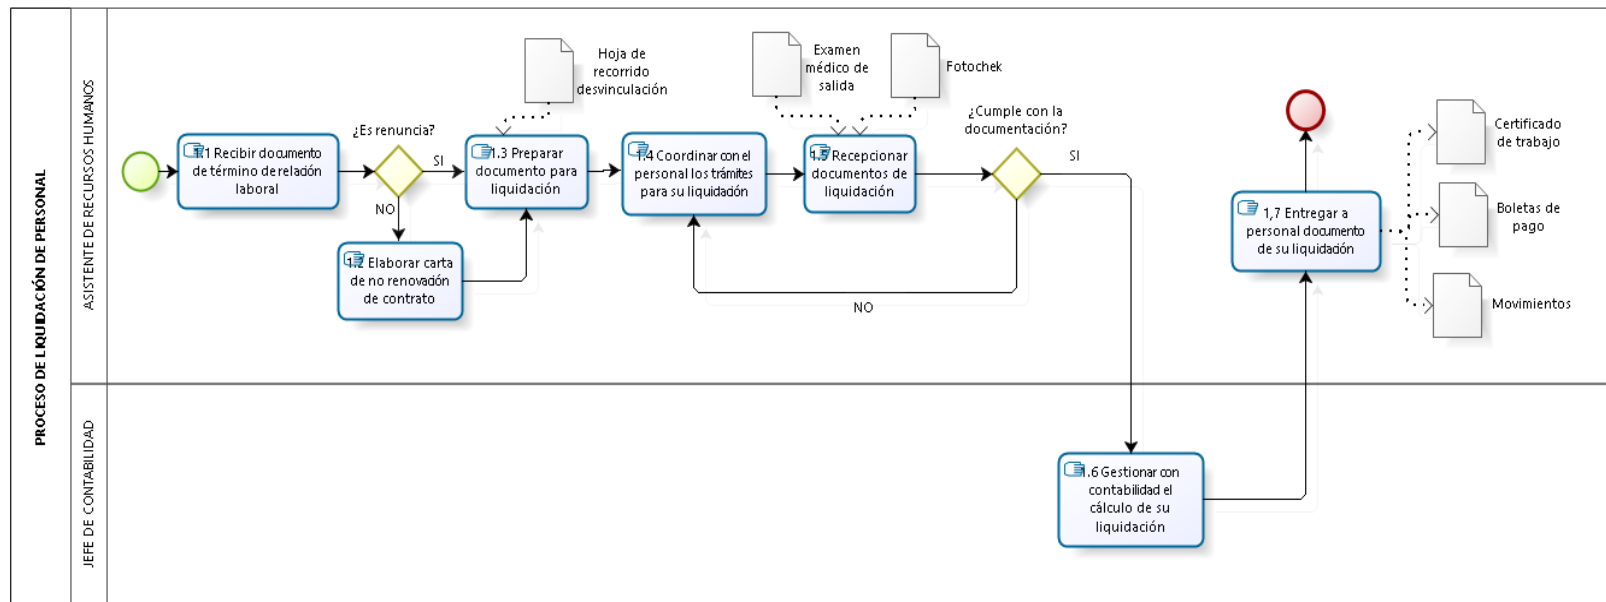 PROCESO DE LIQUIDACIÓN DE PERSONAL
ASISTENTE DE RECURSOS HUMANOS
¿Es renuncia?
SI
NO
1.1 Recibir documento
de término de relación
laboral
1.2 Elaborar carta
de no renovación
de contrato
Hoja de
recorrido
desvinculación
1.3 Preparar
documento para
liquidación
1.4 Coordinar con el
personal los trámites
para su liquidación
Examen
médico de
salida
Fotochek
1.5 Recepcionar
documentos de
liquidación
¿Cumple con la
documentación?
SI
NO
1,7 Entregar a
personal documento
de su liquidación
Certificado
de trabajo
Boletas de
pago
Movimientos
JEFE DE CONTABILIDAD
1.6 Gestionar con
contabilidad el
cálculo de su
liquidación